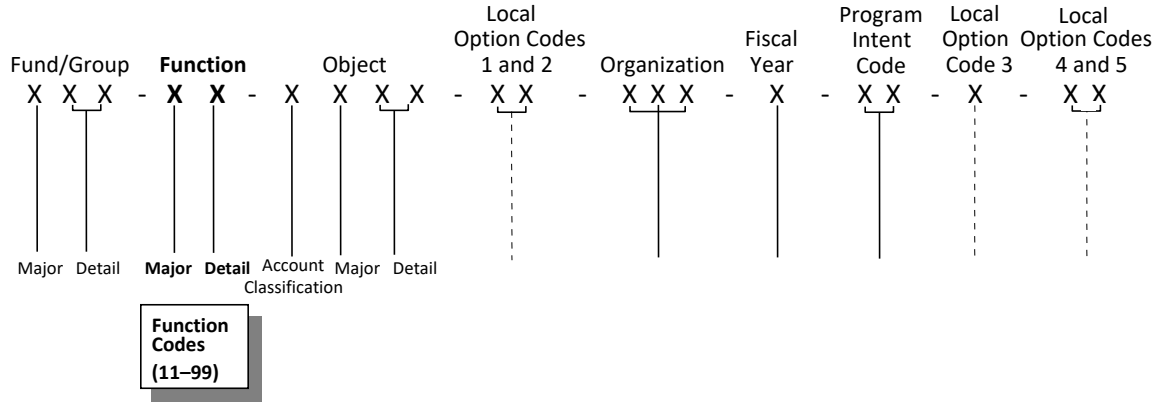 Local
Option Codes
1 and 2
Program
Intent
Code
Local
Option
Code 3
Local
Option Codes
4 and 5
Fund/Group
Function
Object
Organization
Fiscal
Year
X X X - X X - X X X X - X X - X X X - X - X X - X - X X
Major Detail Major Detail Account Classification Major Detail
Function
Codes
(11–99)